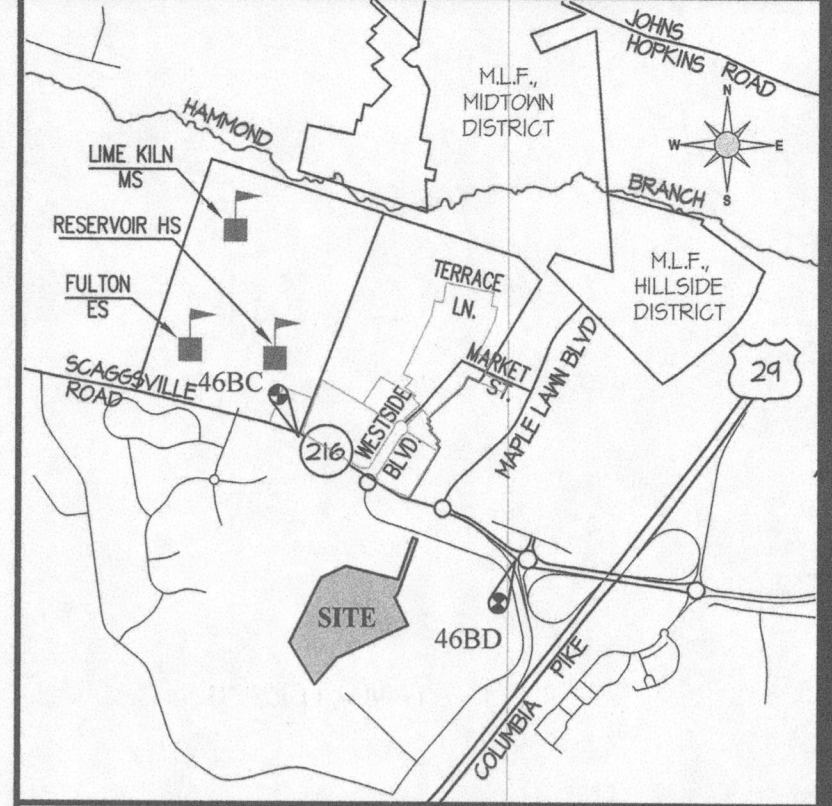 JOHNS
HOPKINS ROAD
M.L.F.,
MIDTOWN
DISTRICT
N
W
E
S
HAMMOND
BRANCH
LIME KILN
MS
RESERVOIR HS
FULTON
ES
M.L.F.,
HILLSIDE
DISTRICT
TERRACE
LN.
MARKET
ST.
MAPLE LAWN BLVD
29
SCAGGSVILLE
ROAD
46BC
WESTSIDE
BLVD
216
SITE
46BD
COLUMBIA PIKE